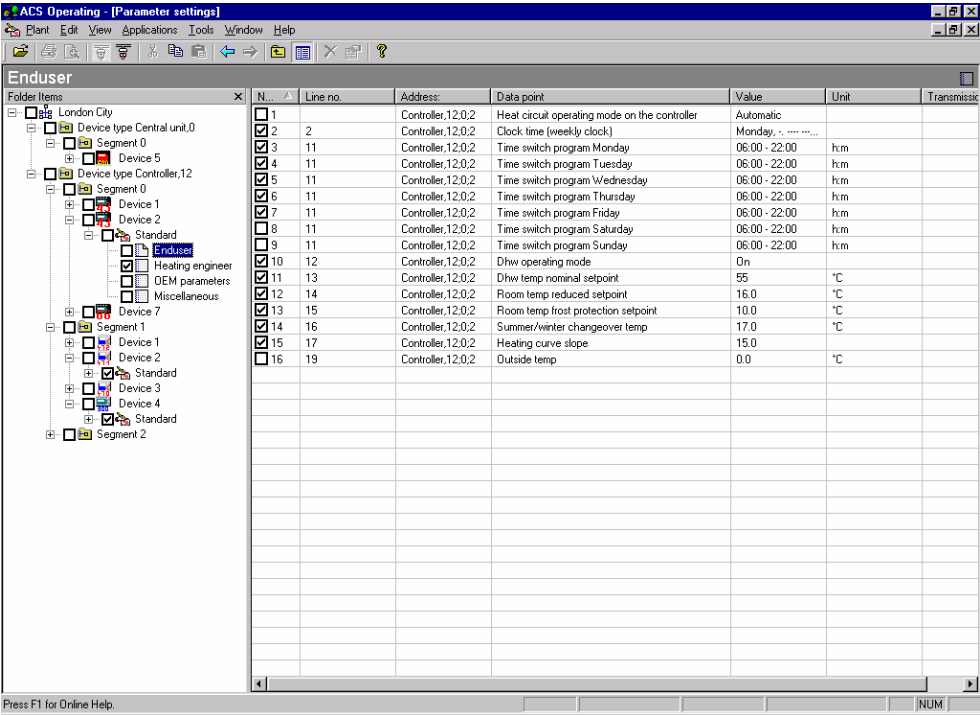 ACS Operating - [Parameter settings]
Plant Edit View Applications Tools Window Help
Enduser
Folder Items
London City
Device type Central unit,0
Segment 0
Device 5
Device type Controller,12
Segment 0
Device 1
Device 2
Standard
Enduser
Heating engineer
OEM parameters
Miscellaneous
Device 7
Segment 1
Device 1
Device 2
Standard
Device 3
Device 4
Standard
Segment 2
N... Line no. Address: Data point Value Unit Transmissic
1 Controller,12;0;2 Heat circuit operating mode on the controller Automatic
2 2 Controller,12;0;2 Clock time (weekly clock) Monday, -. ---- ---...
3 11 Controller,12;0;2 Time switch program Monday 06:00 - 22:00 h:m
4 11 Controller,12;0;2 Time switch program Tuesday 06:00 - 22:00 h:m
5 11 Controller,12;0;2 Time switch program Wednesday 06:00 - 22:00 h:m
6 11 Controller,12;0;2 Time switch program Thursday 06:00 - 22:00 h:m
7 11 Controller,12;0;2 Time switch program Friday 06:00 - 22:00 h:m
8 11 Controller,12;0;2 Time switch program Saturday 06:00 - 22:00 h:m
9 11 Controller,12;0;2 Time switch program Sunday 06:00 - 22:00 h:m
10 12 Controller,12;0;2 Dhw operating mode On
11 13 Controller,12;0;2 Dhw temp nominal setpoint 55 °C
12 14 Controller,12;0;2 Room temp reduced setpoint 16.0 °C
13 15 Controller,12;0;2 Room temp frost protection setpoint 10.0 °C
14 16 Controller,12;0;2 Summer/winter changeover temp 17.0 °C
15 17 Controller,12;0;2 Heating curve slope 15.0
16 19 Controller,12;0;2 Outside temp 0.0 °C
Press F1 for Online Help. NUM